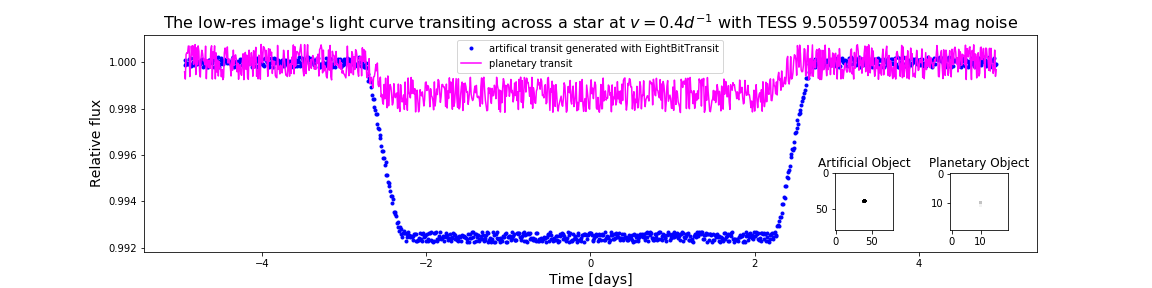 The low-res image's light curve transiting across a star at v = 0.4d⁻¹ with TESS 9.50559700534 mag noise
artifical transit generated with EightBitTransit
planetary transit
Relative flux
1.000
0.998
0.996
0.994
0.992
−4
−2
0
2
4
Time [days]
Artificial Object
0
50
0
50
Planetary Object
0
10
0
10